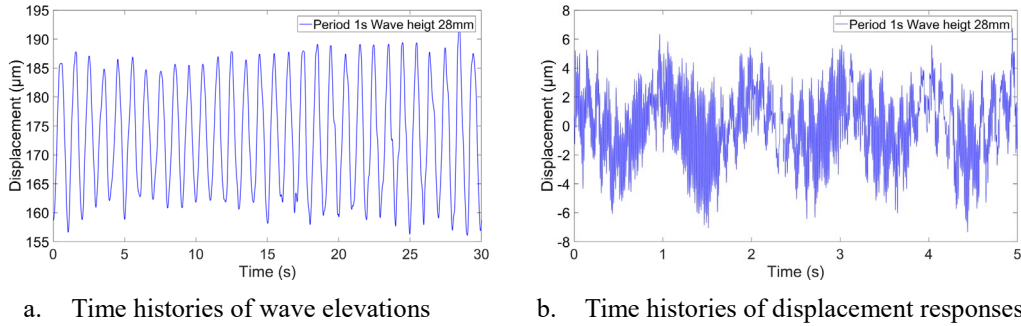 Period 1s Wave heigt 28mm
195
190
185
180
175
170
165
160
155
Displacement (μm)
0 5 10 15 20 25 30
Time (s)
a. Time histories of wave elevations
Period 1s Wave heigt 28mm
8
6
4
2
0
-2
-4
-6
-8
Displacement (μm)
0 1 2 3 4 5
Time (s)
b. Time histories of displacement responses